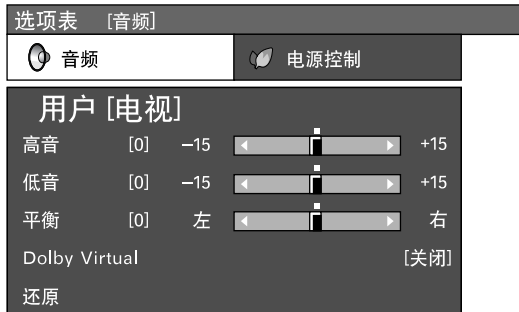 选项表 [音频]
音频 电源控制
用户 [电视]
高音 [0] –15 +15
低音 [0] –15 +15
平衡 [0] 左 右
Dolby Virtual [关闭]
还原